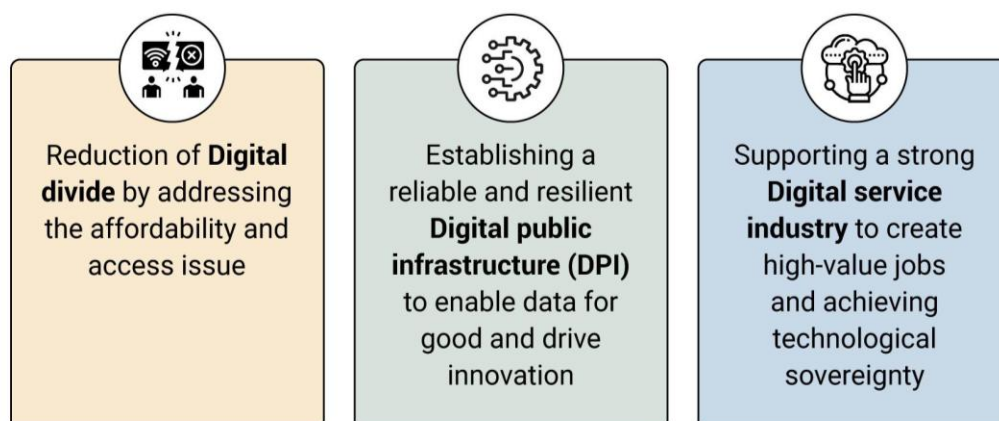 Reduction of Digital
divide by addressing
the affordability and
access issue
Establishing a
reliable and resilient
Digital public
infrastructure (DPI)
to enable data for
good and drive
innovation
Supporting a strong
Digital service
industry to create
high-value jobs
and achieving
technological
sovereignty